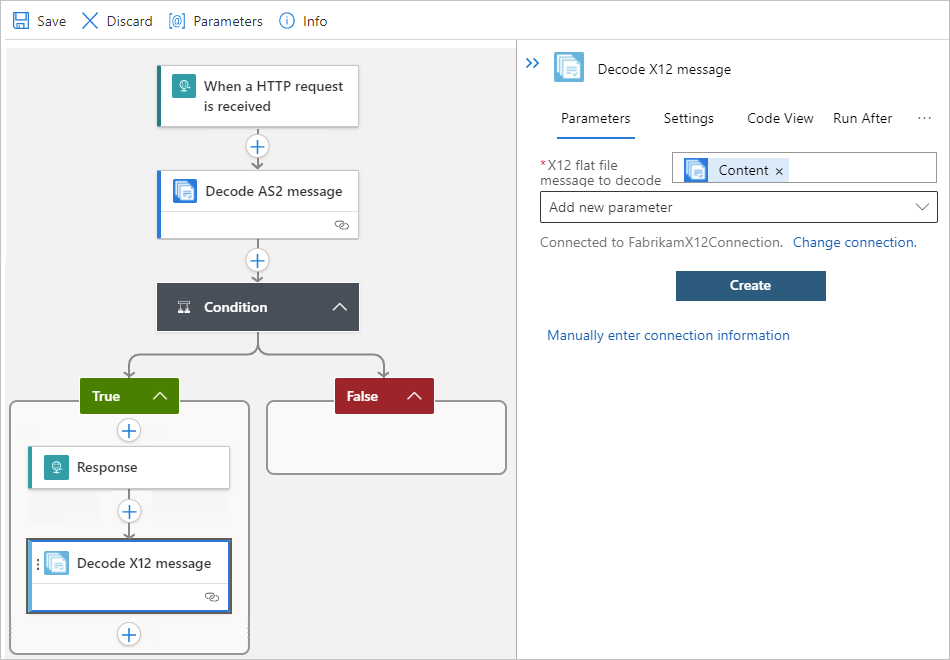 Save Discard Parameters Info
When a HTTP request
is received
Decode AS2 message
Condition
True
False
Response
Decode X12 message
Decode X12 message
Parameters Settings Code View Run After ...
*X12 flat file
message to decode
Content ×
Add new parameter
Connected to FabrikamX12Connection. Change connection.
Create
Manually enter connection information